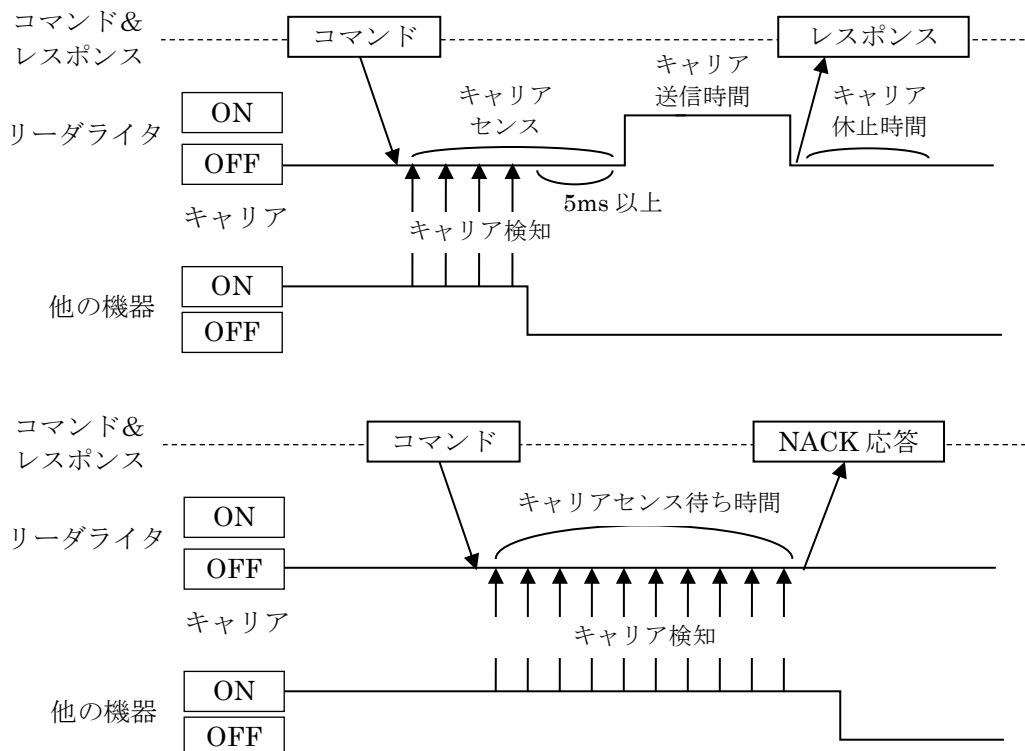 コマンド&
レスポンス
コマンド
レスポンス
リーダライタ
ON
OFF
キャリア
センス
キャリア
送信時間
キャリア
休止時間
5ms 以上
キャリア
キャリア検知
他の機器
ON
OFF
コマンド&
レスポンス
コマンド
NACK 応答
リーダライタ
ON
OFF
キャリアセンス待ち時間
キャリア
キャリア検知
他の機器
ON
OFF